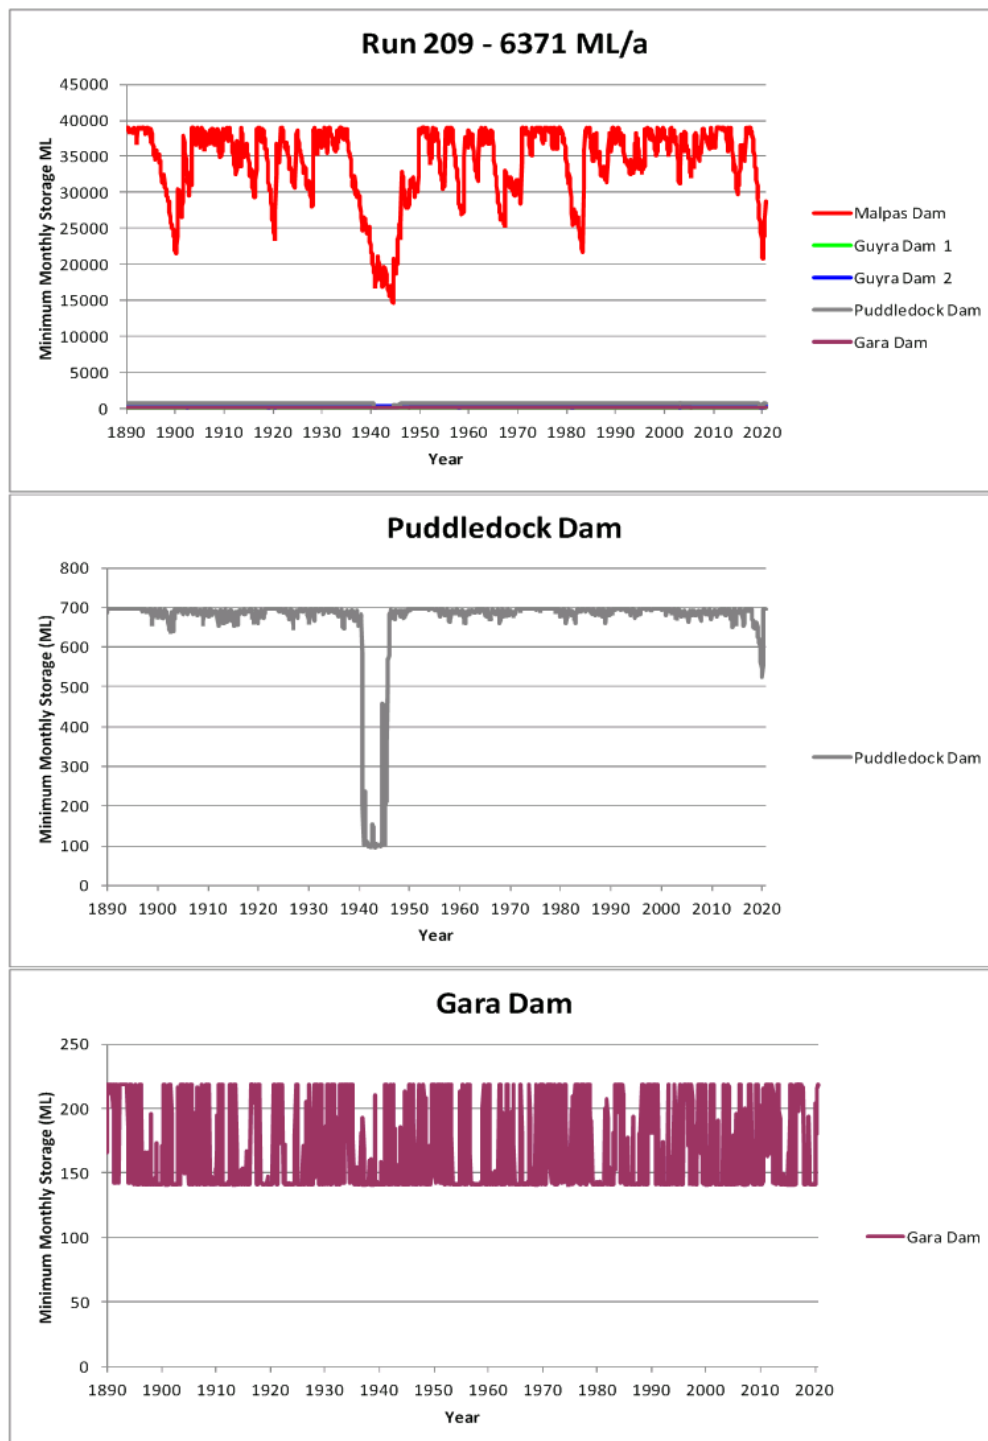 Run 209 - 6371 ML/a
Minimum Monthly Storage ML
45000
40000
35000
30000
25000
20000
15000
10000
5000
0
1890 1900 1910 1920 1930 1940 1950 1960 1970 1980 1990 2000 2010 2020
Year
Malpas Dam
Guyra Dam 1
Guyra Dam 2
Puddledock Dam
Gara Dam
Puddledock Dam
Minimum Monthly Storage (ML)
800
700
600
500
400
300
200
100
0
1890 1900 1910 1920 1930 1940 1950 1960 1970 1980 1990 2000 2010 2020
Year
Puddledock Dam
Gara Dam
Minimum Monthly Storage (ML)
250
200
150
100
50
0
1890 1900 1910 1920 1930 1940 1950 1960 1970 1980 1990 2000 2010 2020
Year
Gara Dam